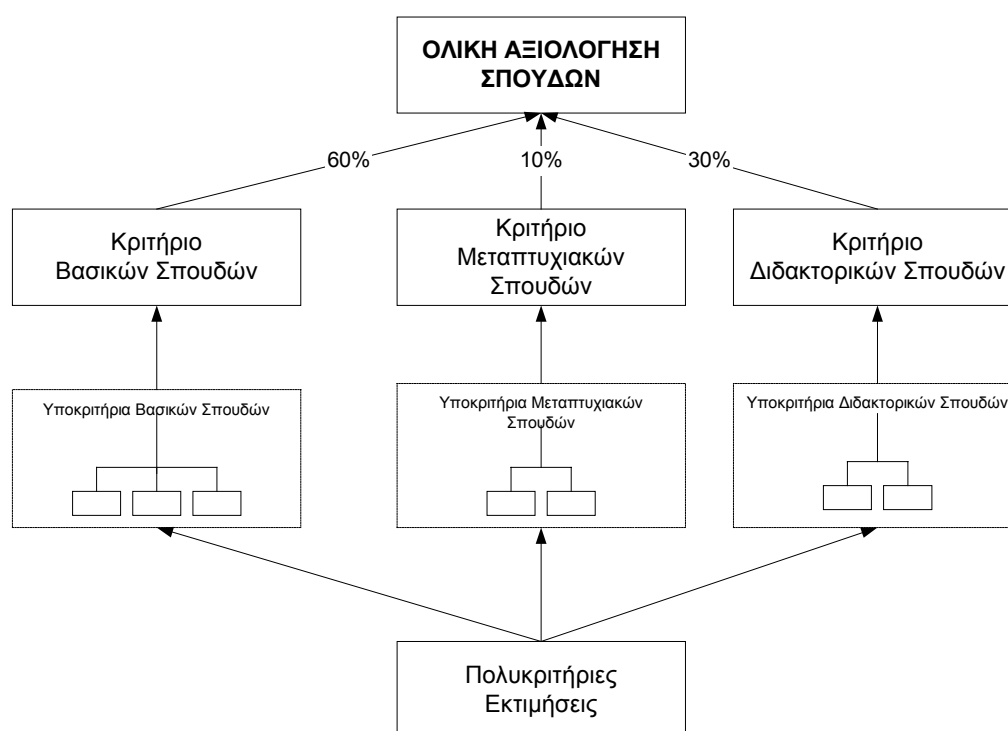 ΟΛΙΚΗ ΑΞΙΟΛΟΓΗΣΗ
ΣΠΟΥΔΩΝ
60%
10%
30%
Κριτήριο
Βασικών Σπουδών
Κριτήριο
Μεταπτυχιακών
Σπουδών
Κριτήριο
Διδακτορικών Σπουδών
Υποκριτήρια Βασικών Σπουδών
Υποκριτήρια Μεταπτυχιακών
Σπουδών
Υποκριτήρια Διδακτορικών Σπουδών
Πολυκριτήριες
Εκτιμήσεις